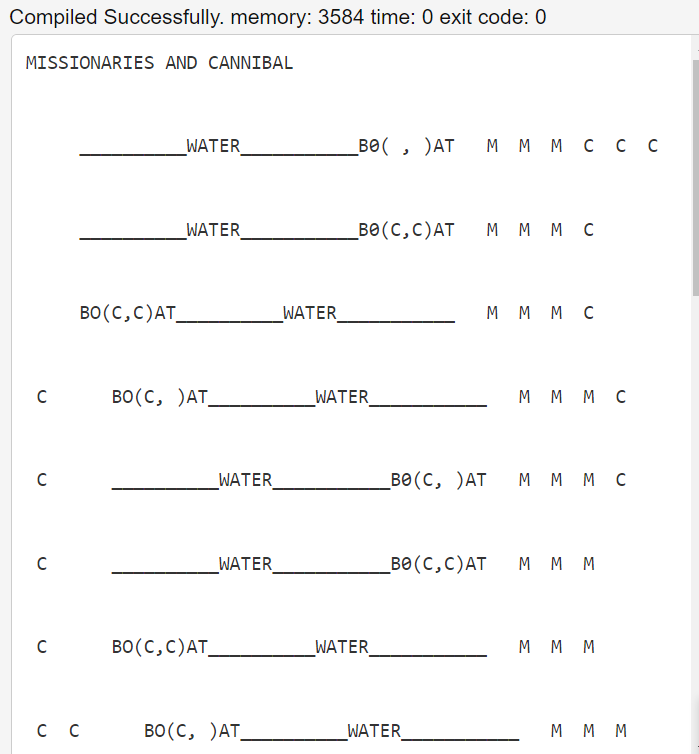 Compiled Successfully. memory: 3584 time: 0 exit code: 0
MISSIONARIES AND CANNIBAL
__________WATER___________B0( , )AT   M  M  M  C  C  C
__________WATER___________B0(C,C)AT   M  M  M  C
BO(C,C)AT__________WATER___________   M  M  M  C
C      BO(C, )AT__________WATER___________   M  M  M  C
C      __________WATER___________B0(C, )AT   M  M  M  C
C      __________WATER___________B0(C,C)AT   M  M  M
C      BO(C,C)AT__________WATER___________   M  M  M
C  C      BO(C, )AT__________WATER___________   M  M  M